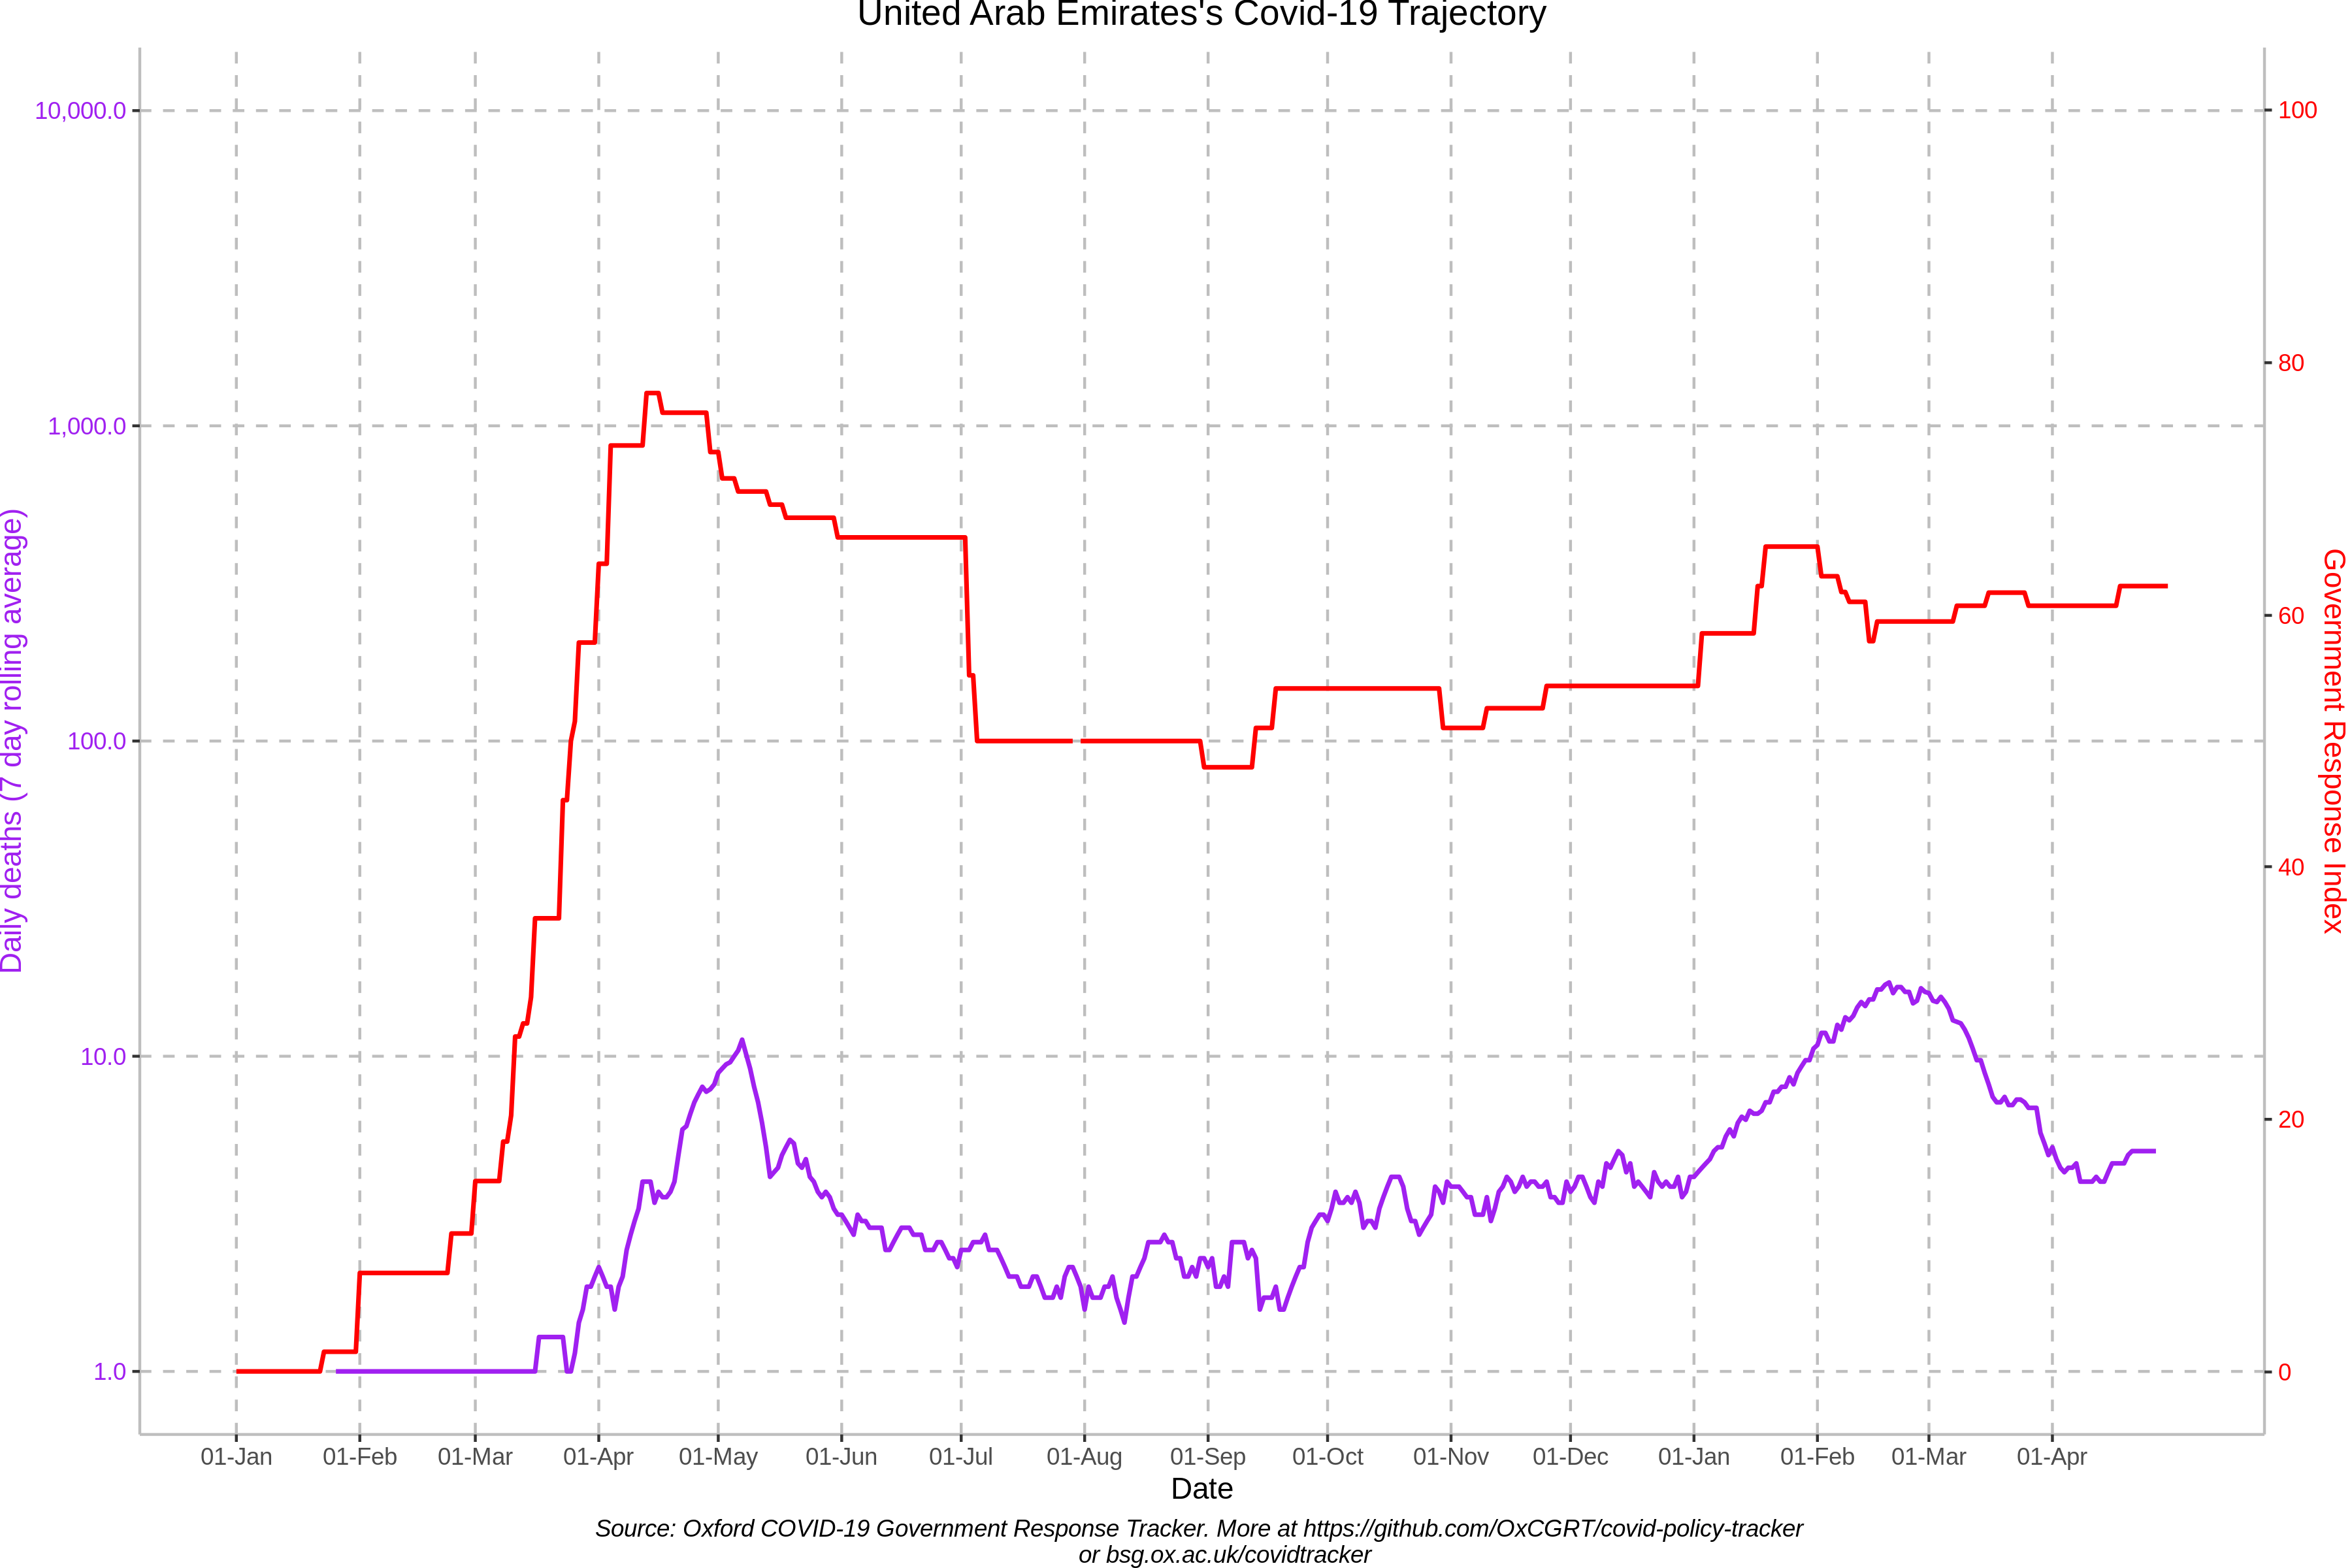 United Arab Emirates's Covid-19 Trajectory
10,000.0
1,000.0
100.0
10.0
1.0
Daily deaths (7 day rolling average)
100
80
60
40
20
0
Government Response Index
01-Jan 01-Feb 01-Mar 01-Apr 01-May 01-Jun 01-Jul 01-Aug 01-Sep 01-Oct 01-Nov 01-Dec 01-Jan 01-Feb 01-Mar 01-Apr
Date
Source: Oxford COVID-19 Government Response Tracker. More at https://github.com/OxCGRT/covid-policy-tracker
or bsg.ox.ac.uk/covidtracker